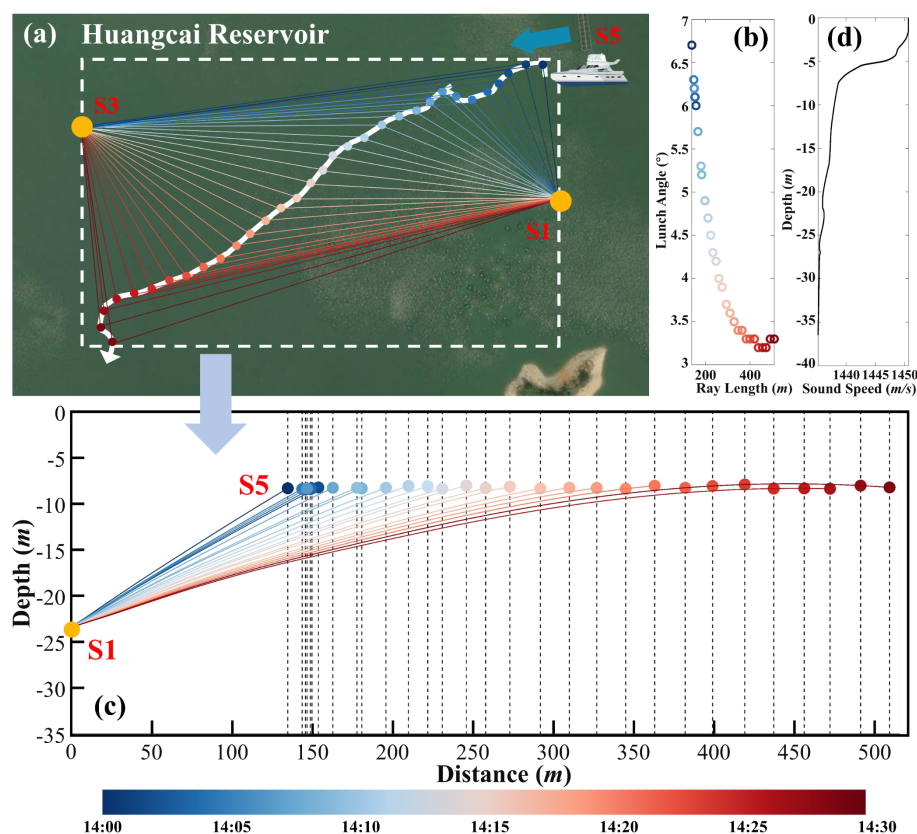 (a) Huangcai Reservoir
S5
S3
S1
(b)
7
6.5
6
5.5
5
4.5
4
3.5
3
Lunch Angle (°)
200 400
Ray Length (m)
(d)
0
-5
-10
-15
-20
-25
-30
-35
-40
Depth (m)
1440 1445 1450
Sound Speed (m/s)
0
-5
-10
-15
-20
-25
-30
-35
Depth (m)
S5
S1
(c)
0 50 100 150 200 250 300 350 400 450 500
Distance (m)
14:00 14:05 14:10 14:15 14:20 14:25 14:30